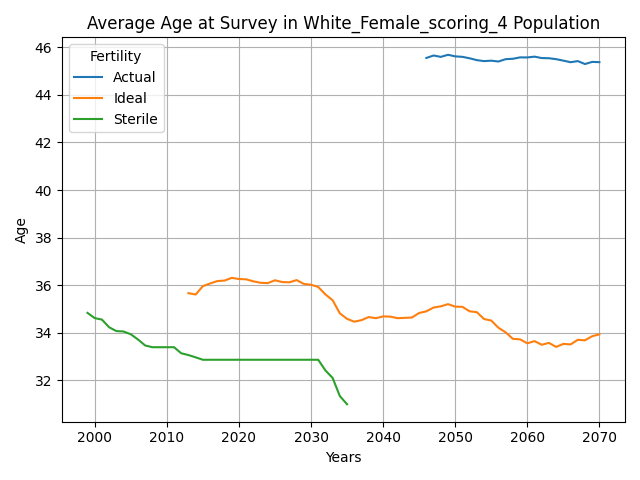 Average Age at Survey in White_Female_scoring_4 Population
Fertility
Actual
Ideal
Sterile
46
44
42
40
38
36
34
32
Age
2000
2010
2020
2030
2040
2050
2060
2070
Years